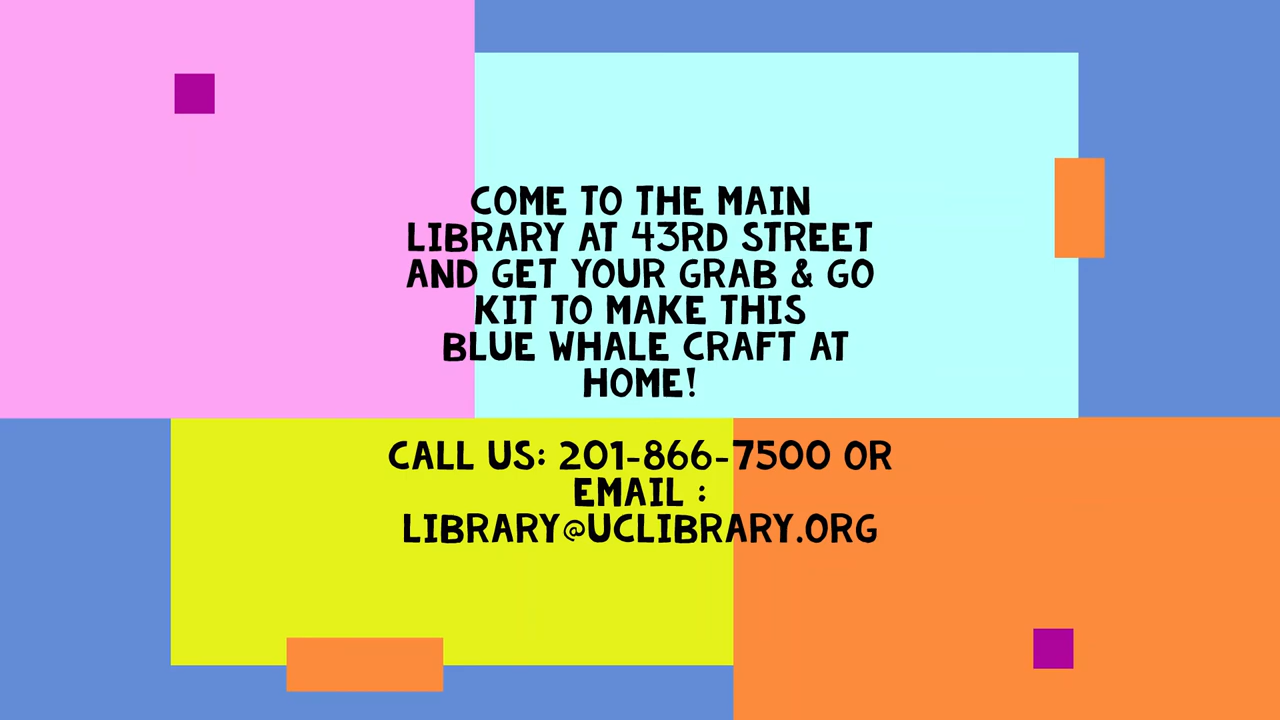 COME TO THE MAIN
LIBRARY AT 43RD STREET
AND GET YOUR GRAB & GO
KIT TO MAKE THIS
BLUE WHALE CRAFT AT
HOME!
CALL US: 201-866-7500 OR
EMAIL :
LIBRARY@UCLIBRARY.ORG